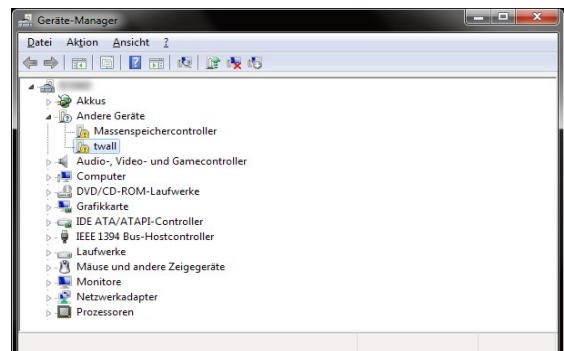 Geräte-Manager
Datei Aktion Ansicht ?
Akkus
Andere Geräte
Massenspeichercontroller
twall
Audio-, Video- und Gamecontroller
Computer
DVD/CD-ROM-Laufwerke
Grafikkarte
IDE ATA/ATAPI-Controller
IEEE 1394 Bus-Hostcontroller
Laufwerke
Mäuse und andere Zeigegeräte
Monitore
Netzwerkadapter
Prozessoren